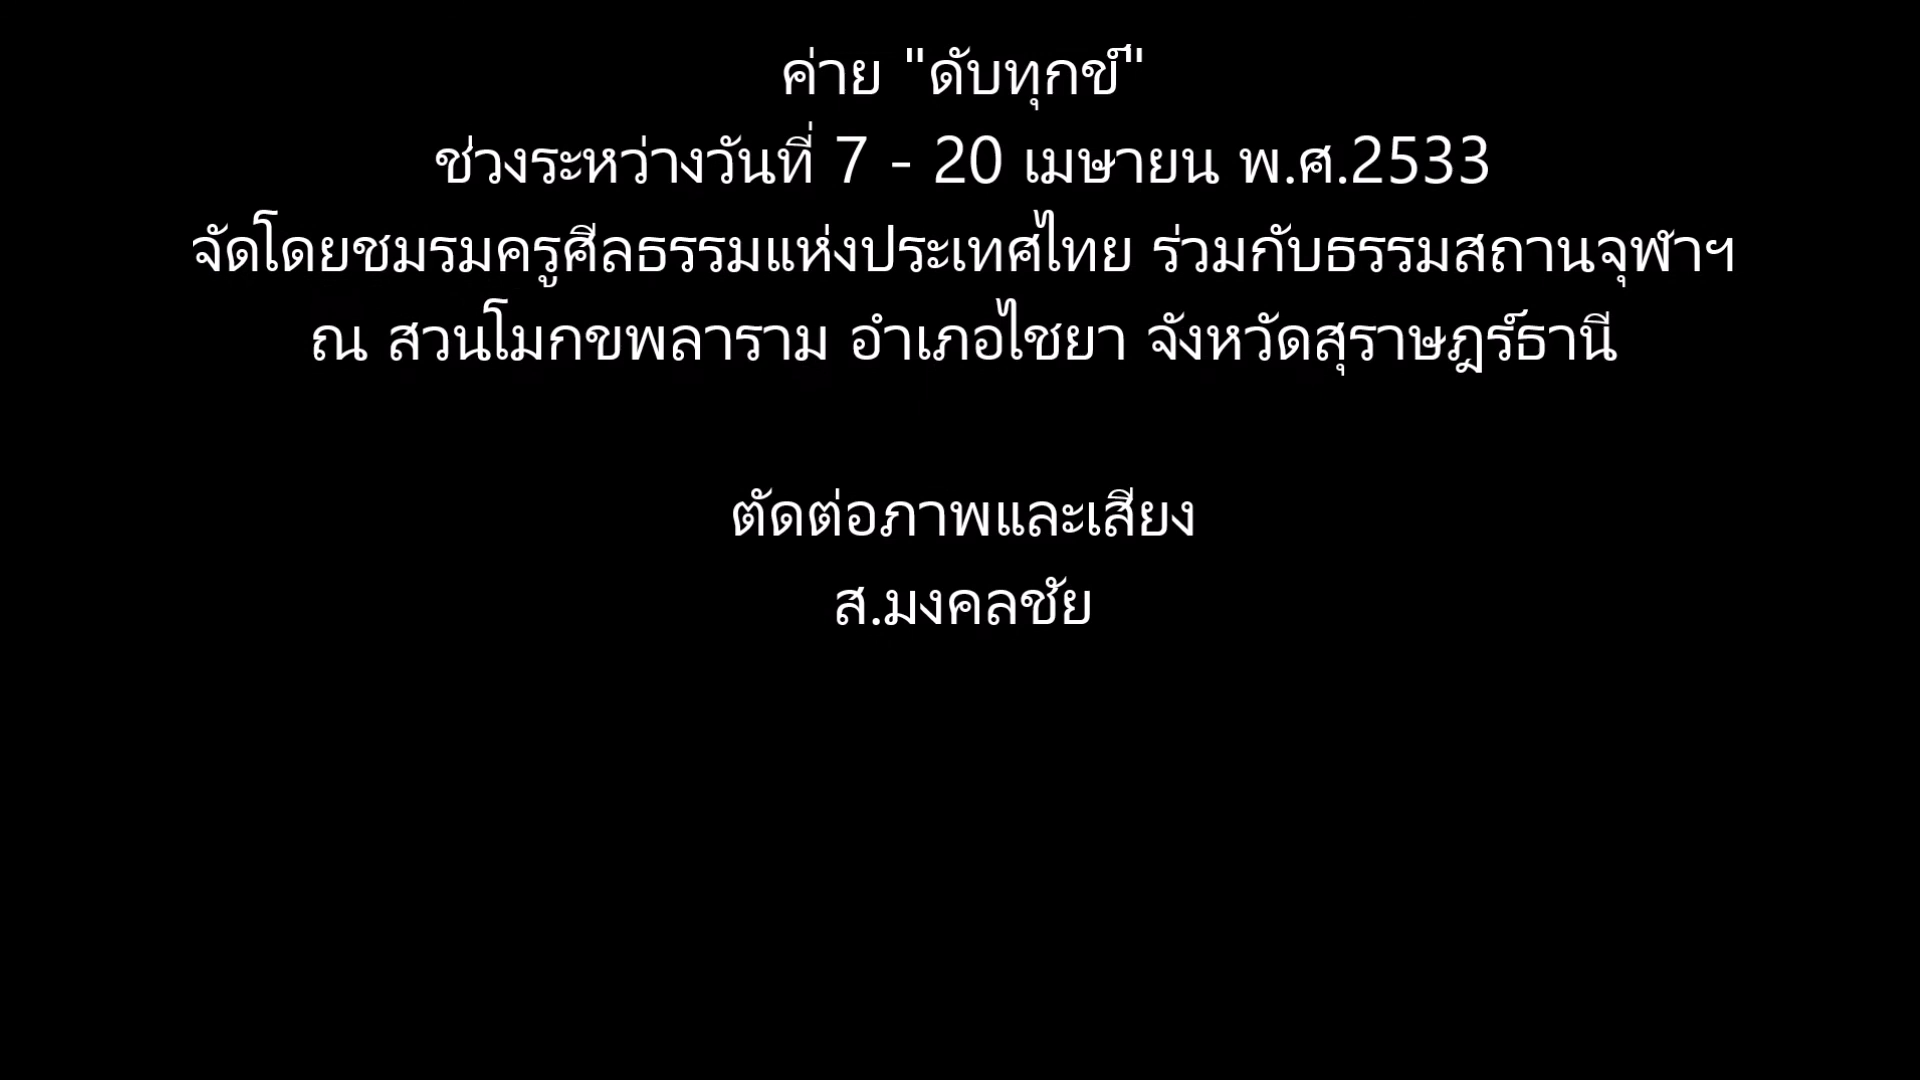 ค่าย "ดับทุกข์"
ช่วงระหว่างวันที่ 7 - 20 เมษายน พ.ศ.2533
จัดโดยชมรมครูศีลธรรมแห่งประเทศไทย ร่วมกับธรรมสถานจุฬาฯ
ณ สวนโมกขพลาราม อำเภอไชยา จังหวัดสุราษฎร์ธานี
ตัดต่อภาพและเสียง
ส.มงคลชัย